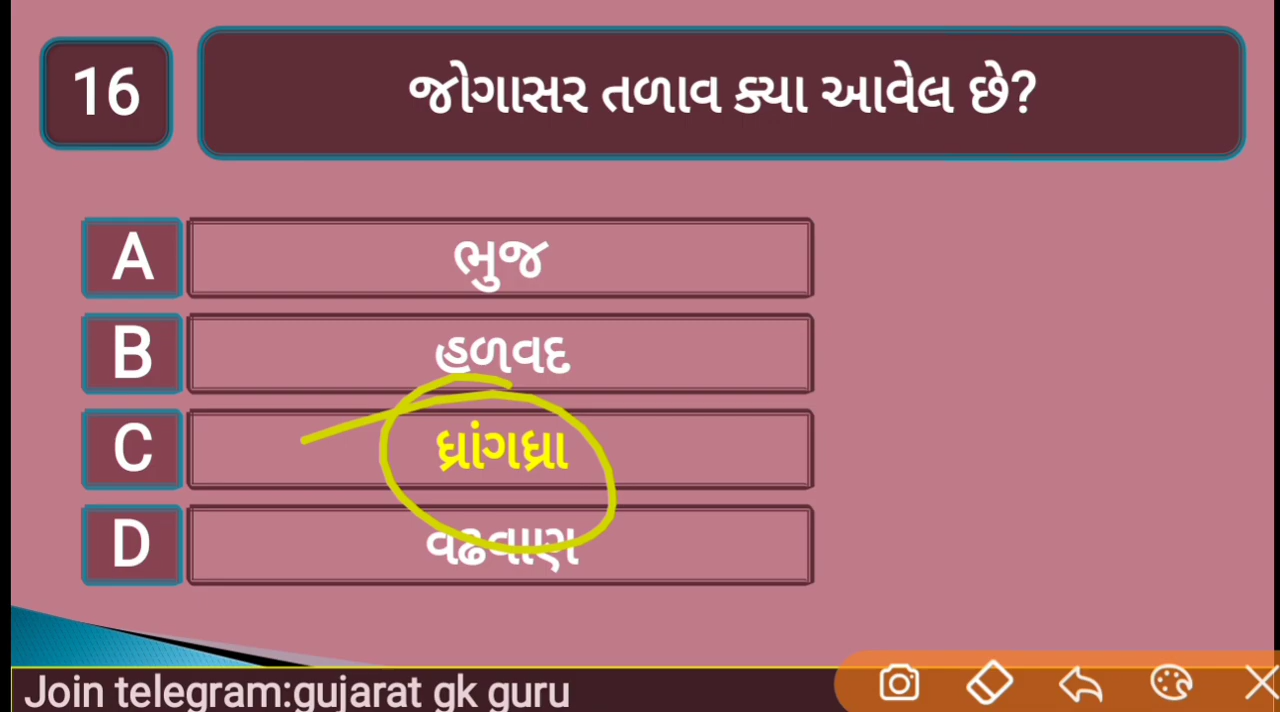 16
જોગાસર તળાવ ક્યા આવેલ છે?
A
ભુજ
B
હળવદ
C
ધ્રાંગધ્રા
D
વઢવાણ
Join telegram:gujarat gk guru